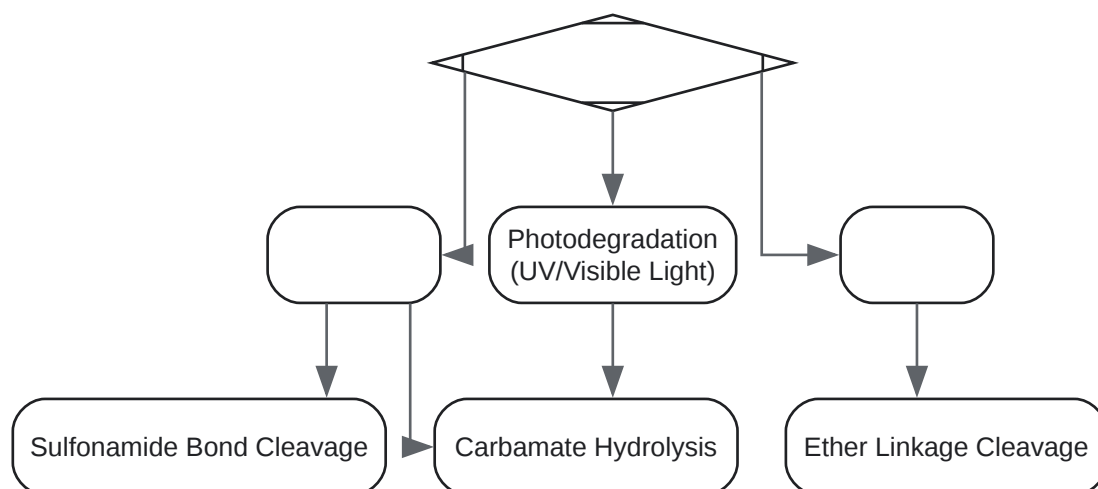 Photodegradation
(UV/Visible Light)
Sulfonamide Bond Cleavage
Carbamate Hydrolysis
Ether Linkage Cleavage